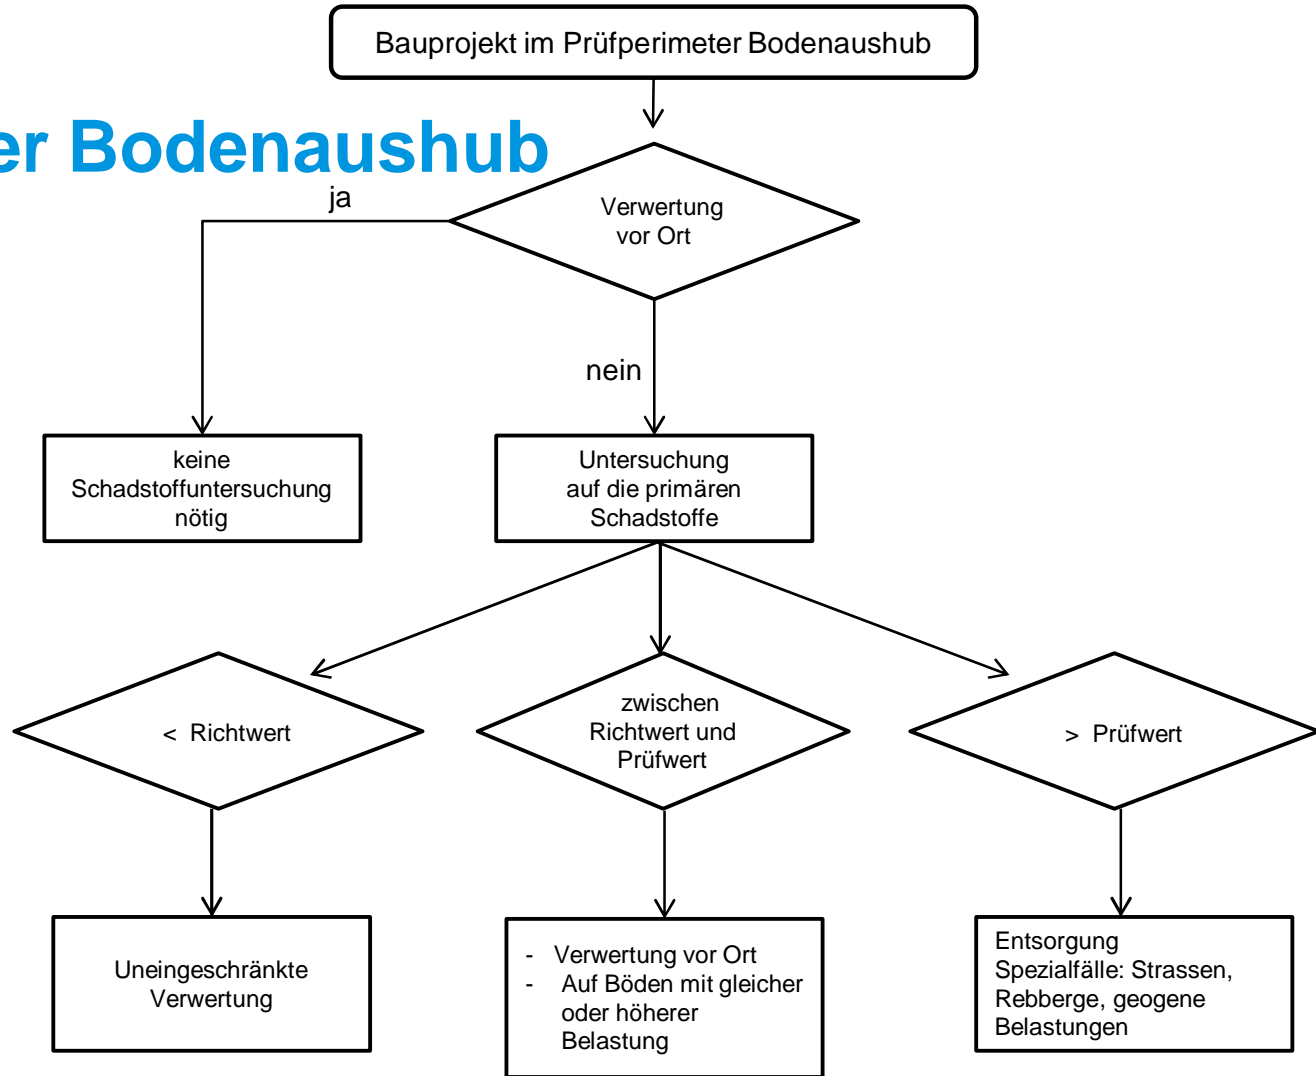 Bauprojekt im Prüfperimeter Bodenaushub
er Bodenaushub
ja
Verwertung
vor Ort
nein
keine
Schadstoffuntersuchung
nötig
Untersuchung
auf die primären
Schadstoffe
< Richtwert
zwischen
Richtwert und
Prüfwert
> Prüfwert
Uneingeschränkte
Verwertung
- Verwertung vor Ort
- Auf Böden mit gleicher
oder höherer
Belastung
Entsorgung
Spezialfälle: Strassen,
Rebberge, geogene
Belastungen